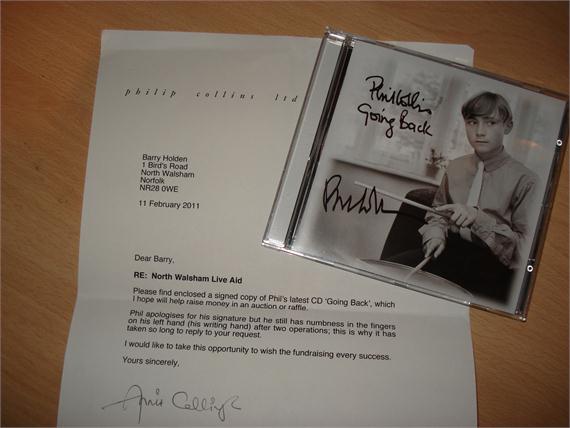 philip collins ltd
Barry Holden
1 Bird's Road
North Walsham
Norfolk
NR28 0WE
11 February 2011
Dear Barry,
RE: North Walsham Live Aid
Please find enclosed a signed copy of Phil's latest CD 'Going Back', which
I hope will help raise money in an auction or raffle.
Phil apologises for his signature but he still has numbness in the fingers
on his left hand (his writing hand) after two operations; this is why it has
taken so long to reply to your request.
I would like to take this opportunity to wish the fundraising every success.
Yours sincerely,
Phil Collins
Going Back